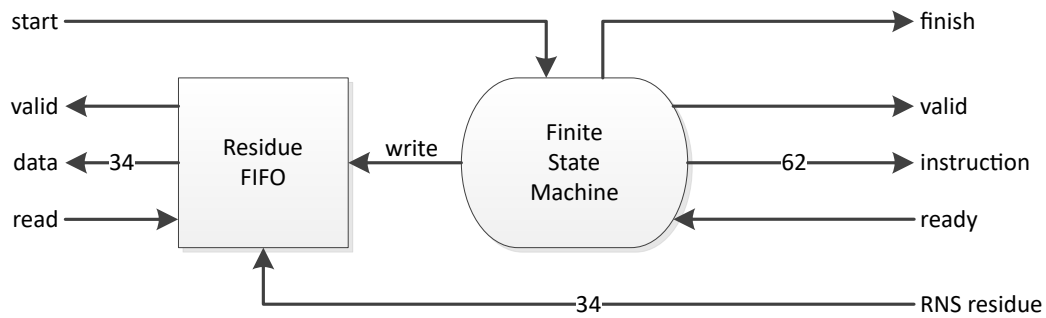 start
finish
valid
valid
Finite
State
Machine
Residue
FIFO
write
data
34
62
instruction
read
ready
34
RNS residue